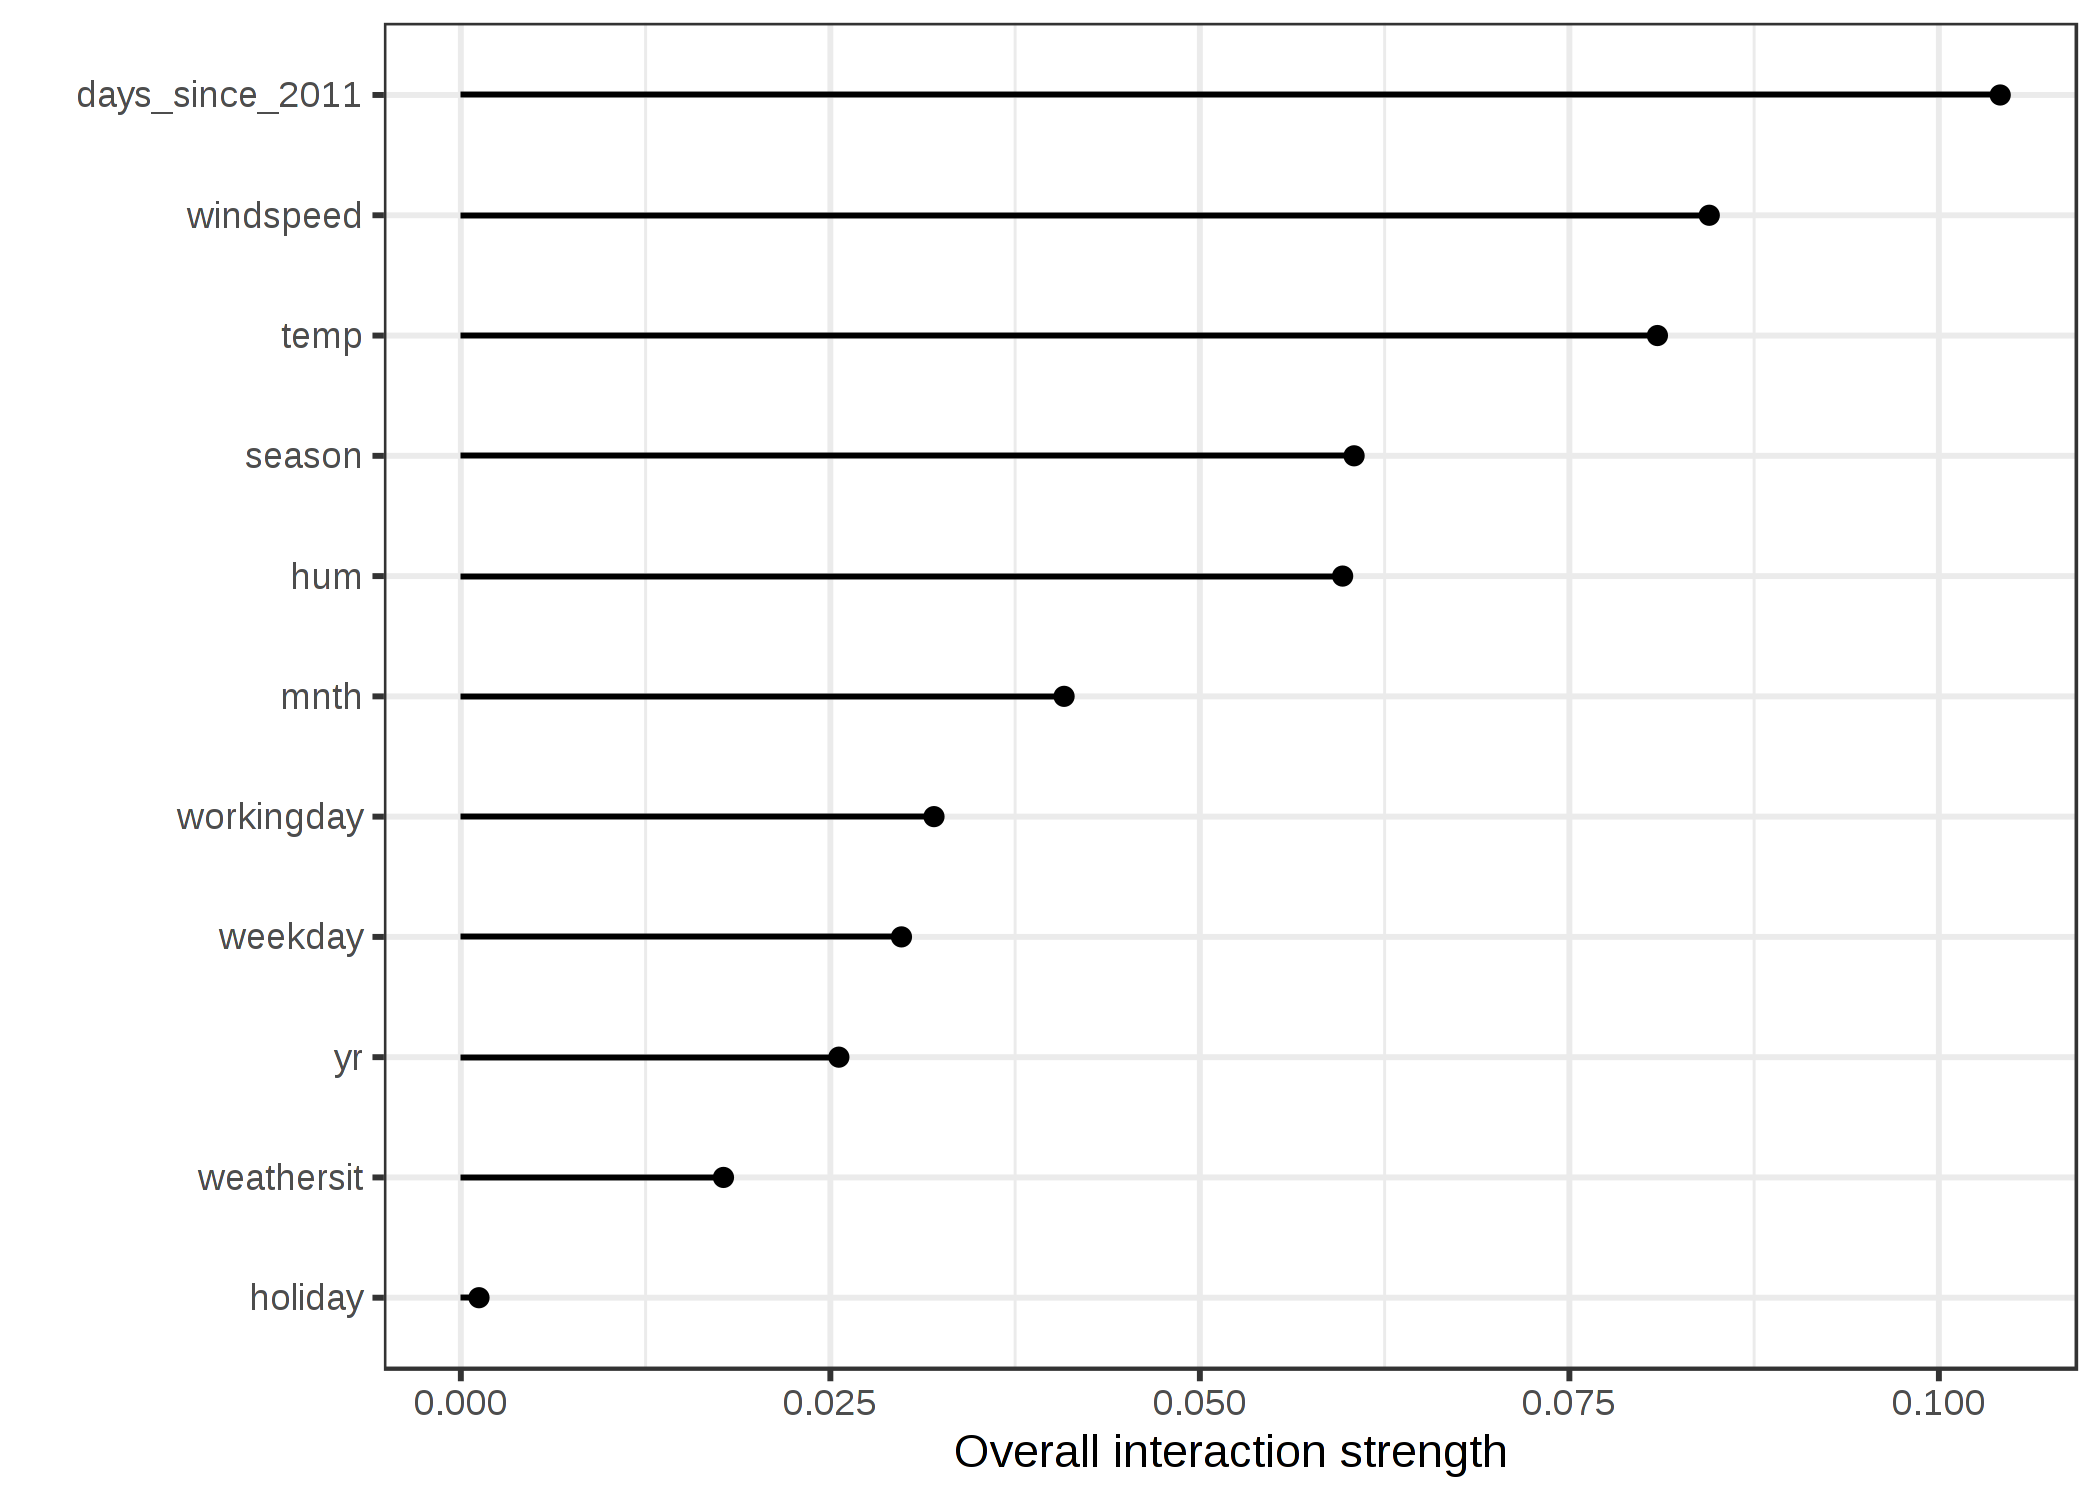 days_since_2011
windspeed
temp
season
hum
mnth
workingday
weekday
yr
weathersit
holiday
0.000 0.025 0.050 0.075 0.100
Overall interaction strength